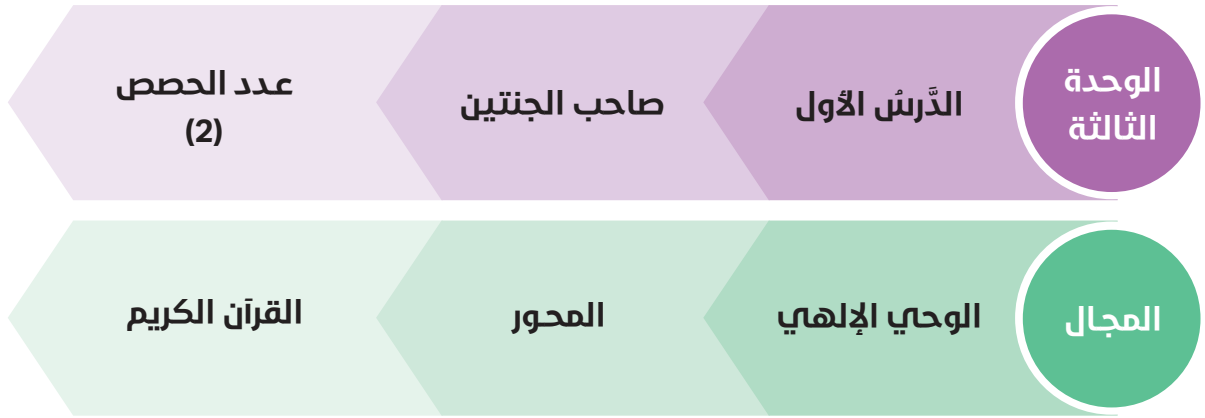 الوحدة
الثالثة
الدَّرسُ الأول
صاحب الجنتين
عدد الحصص
(2)
المجال
الوحي الإلهي
المحور
القرآن الكريم